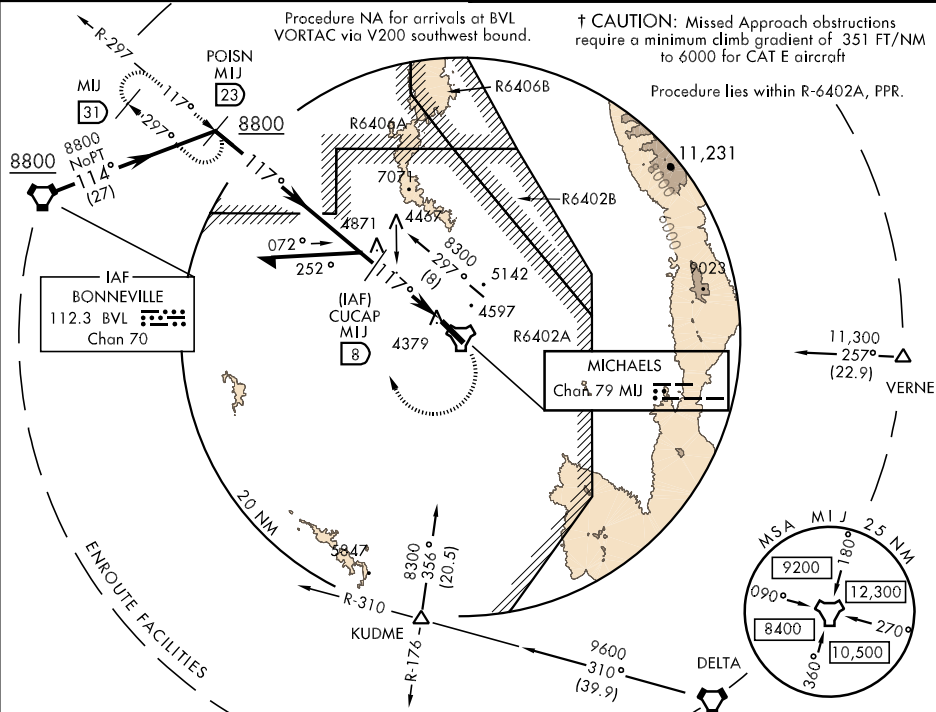 Procedure NA for arrivals at BVL
VORTAC via V200 southwest bound.
† CAUTION: Missed Approach obstructions
require a minimum climb gradient of 351 FT/NM
to 6000 for CAT E aircraft
Procedure lies within R-6402A, PPR.
R-297
POISN
MIJ
23
MIJ
31
117°
297°
8800
8800
8800
NoPT
114°
(27)
117°
R6406B
R6406A
11,231
8000
6000
7071
R6402B
4871
4467
072°
252°
8300
297°
(8)
5142
9023
117°
4597
(IAF)
CUCAP
MIJ
8
4379
R6402A
IAF
BONNEVILLE
112.3 BVL
Chan 70
MICHAELS
Chan 79 MIJ
11,300
257°
(22.9)
VERNE
20 NM
5847
8300
356°
(20.5)
R-310
KUDME
R-176
9600
310°
(39.9)
DELTA
ENROUTE FACILITIES
MSA MIJ 25 NM
180°
9200
12,300
090°
270°
8400
10,500
360°